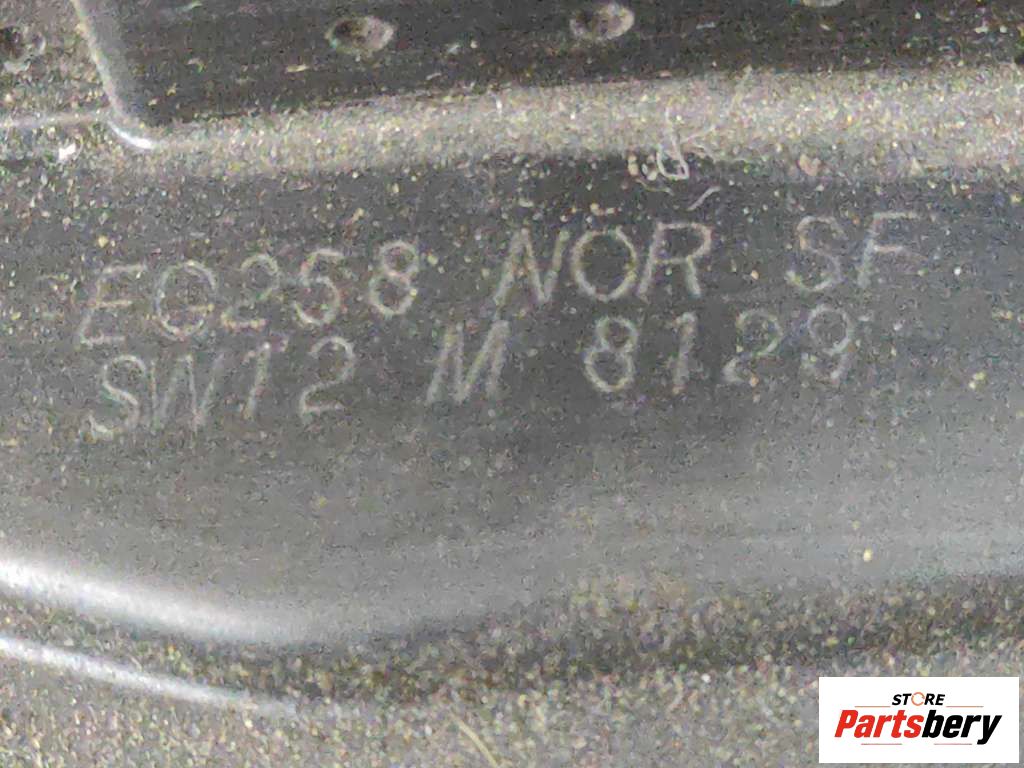 EG258 NOR SF
SW12 M 8129
STORE
Partsbery